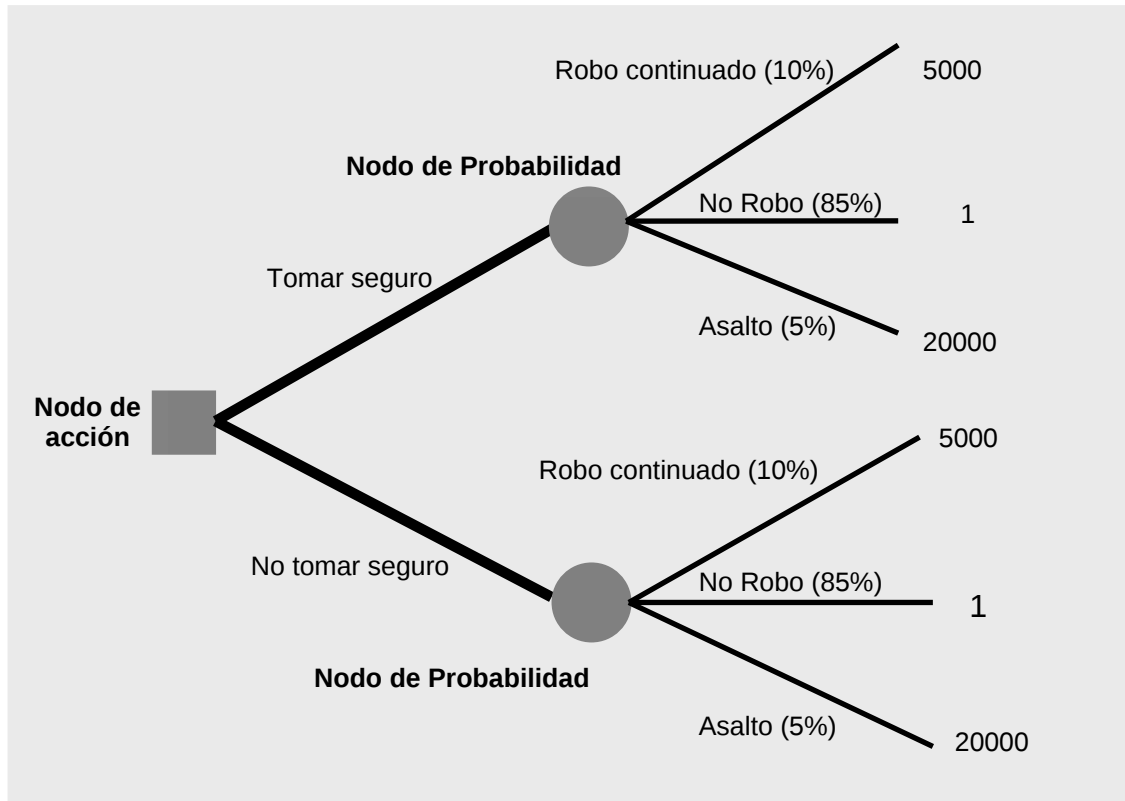 Robo continuado (10%)
5000
Nodo de Probabilidad
No Robo (85%)
1
Tomar seguro
Asalto (5%)
20000
Nodo de
acción
Robo continuado (10%)
5000
No tomar seguro
No Robo (85%)
1
Nodo de Probabilidad
Asalto (5%)
20000